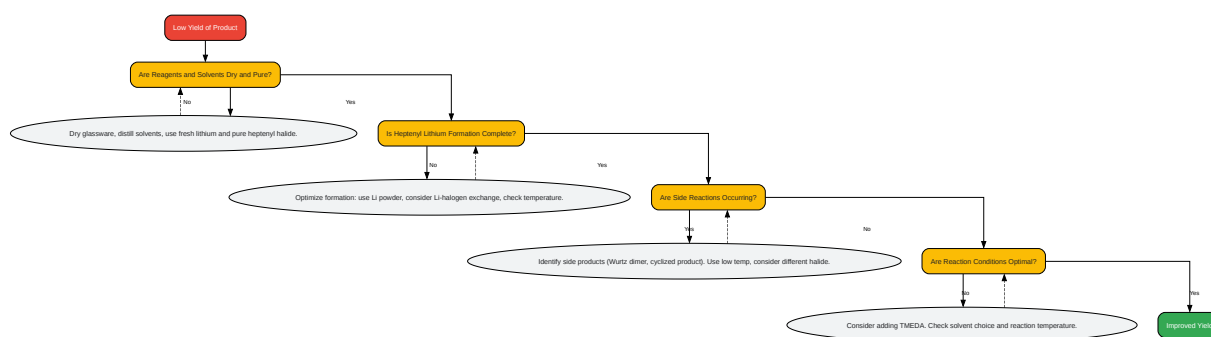 Low Yield of Product
Are Reagents and Solvents Dry and Pure?
No
Yes
Dry glassware, distill solvents, use fresh lithium and pure heptenyl halide.
Is Heptenyl Lithium Formation Complete?
No
Yes
Optimize formation: use Li powder, consider Li-halogen exchange, check temperature.
Are Side Reactions Occurring?
Yes
No
Identify side products (Wurtz dimer, cyclized product). Use low temp, consider different halide.
Are Reaction Conditions Optimal?
No
Yes
Consider adding TMEDA. Check solvent choice and reaction temperature.
Improved Yield